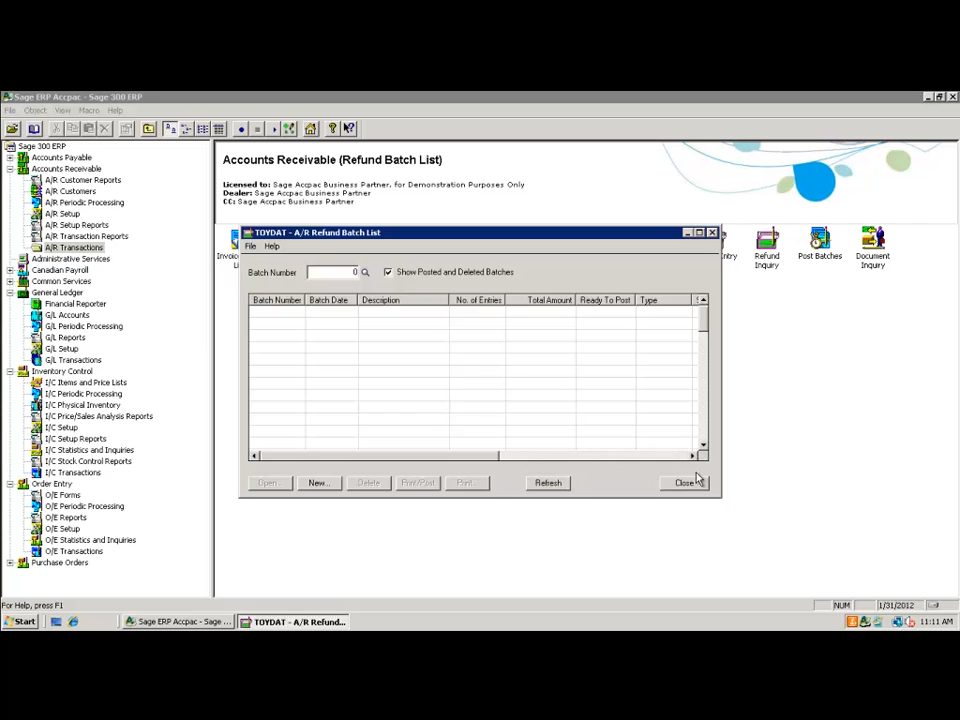 Sage ERP Accpac - Sage 300 ERP
File Object View Macro Help
Sage 300 ERP
Accounts Payable
Accounts Receivable
A/R Customer Reports
A/R Customers
A/R Periodic Processing
A/R Setup
A/R Setup Reports
A/R Transaction Reports
A/R Transactions
Administrative Services
Canadian Payroll
Common Services
General Ledger
Financial Reporter
G/L Accounts
G/L Periodic Processing
G/L Reports
G/L Setup
G/L Transactions
Inventory Control
I/C Items and Price Lists
I/C Periodic Processing
I/C Physical Inventory
I/C Price/Sales Analysis Reports
I/C Setup
I/C Setup Reports
I/C Statistics and Inquiries
I/C Stock Control Reports
I/C Transactions
Order Entry
O/E Forms
O/E Periodic Processing
O/E Reports
O/E Setup
O/E Statistics and Inquiries
O/E Transactions
Purchase Orders
Accounts Receivable (Refund Batch List)
Licensed to: Sage Accpac Business Partner, for Demonstration Purposes Only
Dealer: Sage Accpac Business Partner
CC: Sage Accpac Business Partner
Refund Inquiry
Post Batches
Document Inquiry
TOYDAT - A/R Refund Batch List
File Help
Batch Number 0 Show Posted and Deleted Batches
Batch Number Batch Date Description No. of Entries Total Amount Ready To Post Type
Open... New... Delete Print/Post Print... Refresh Close
For Help, press F1 NUM 1/31/2012
Start Sage ERP Accpac - Sage ... TOYDAT - A/R Refund... 11:11 AM